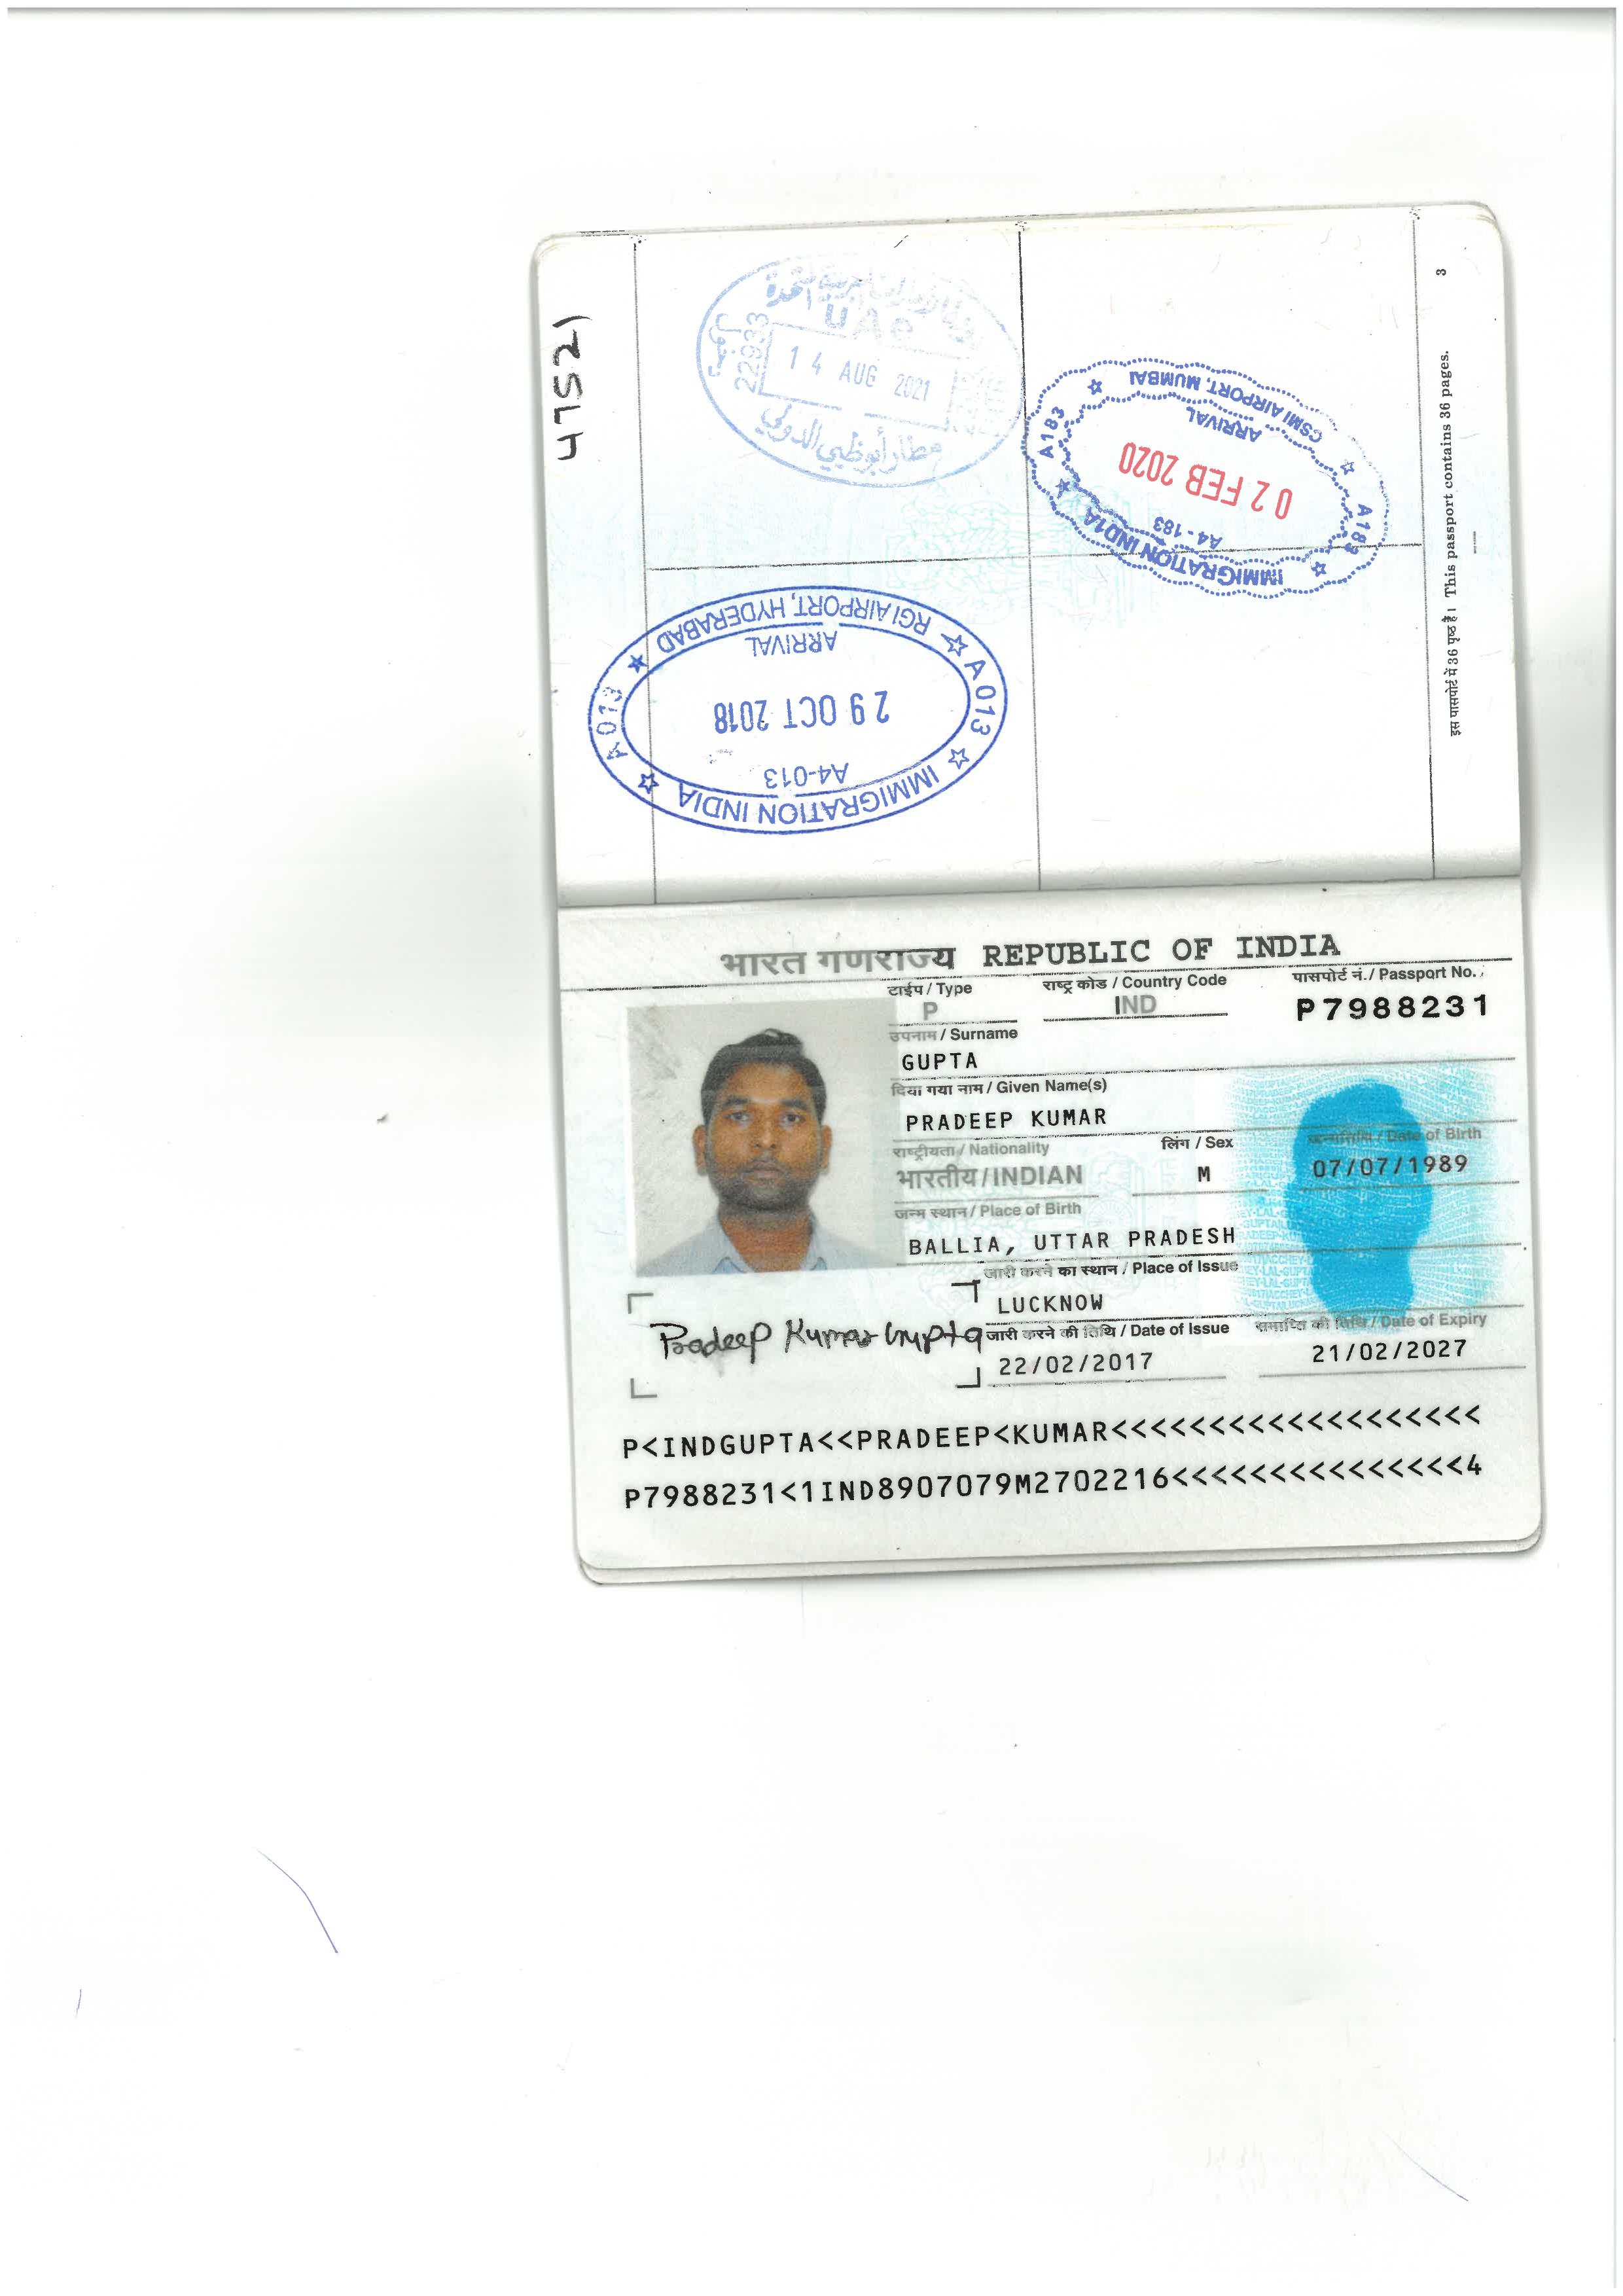 47521
مطار أبوظبي الدولي
UAE
22933
14 AUG 2021
CSMI AIRPORT, MUMBAI
ARRIVAL
A183
02 FEB 2020
A183
A4-183
IMMIGRATION INDIA
RGI AIRPORT, HYDERABAD
ARRIVAL
A013
29 OCT 2018
A013
A4-013
IMMIGRATION INDIA
3
इस पासपोर्ट में 36 पृष्ठ है। This passport contains 36 pages.
भारत गणराज्य REPUBLIC OF INDIA
टाईप / Type राष्ट्र कोड / Country Code पासपोर्ट नं. / Passport No.
P IND P7988231
उपनाम / Surname
GUPTA
दिया गया नाम / Given Name(s)
PRADEEP KUMAR
राष्ट्रीयता / Nationality लिंग / Sex जन्मतिथि / Date of Birth
भारतीय / INDIAN M 07/07/1989
जन्म स्थान / Place of Birth
BALLIA, UTTAR PRADESH
जारी करने का स्थान / Place of Issue
LUCKNOW
Pradeep Kumar Gupta
जारी करने की तिथि / Date of Issue समाप्ति की तिथि / Date of Expiry
22/02/2017 21/02/2027
P<INDGUPTA<<PRADEEP<KUMAR<<<<<<<<<<<<<<<<<<<
P7988231<1IND8907079M2702216<<<<<<<<<<<<<<<4